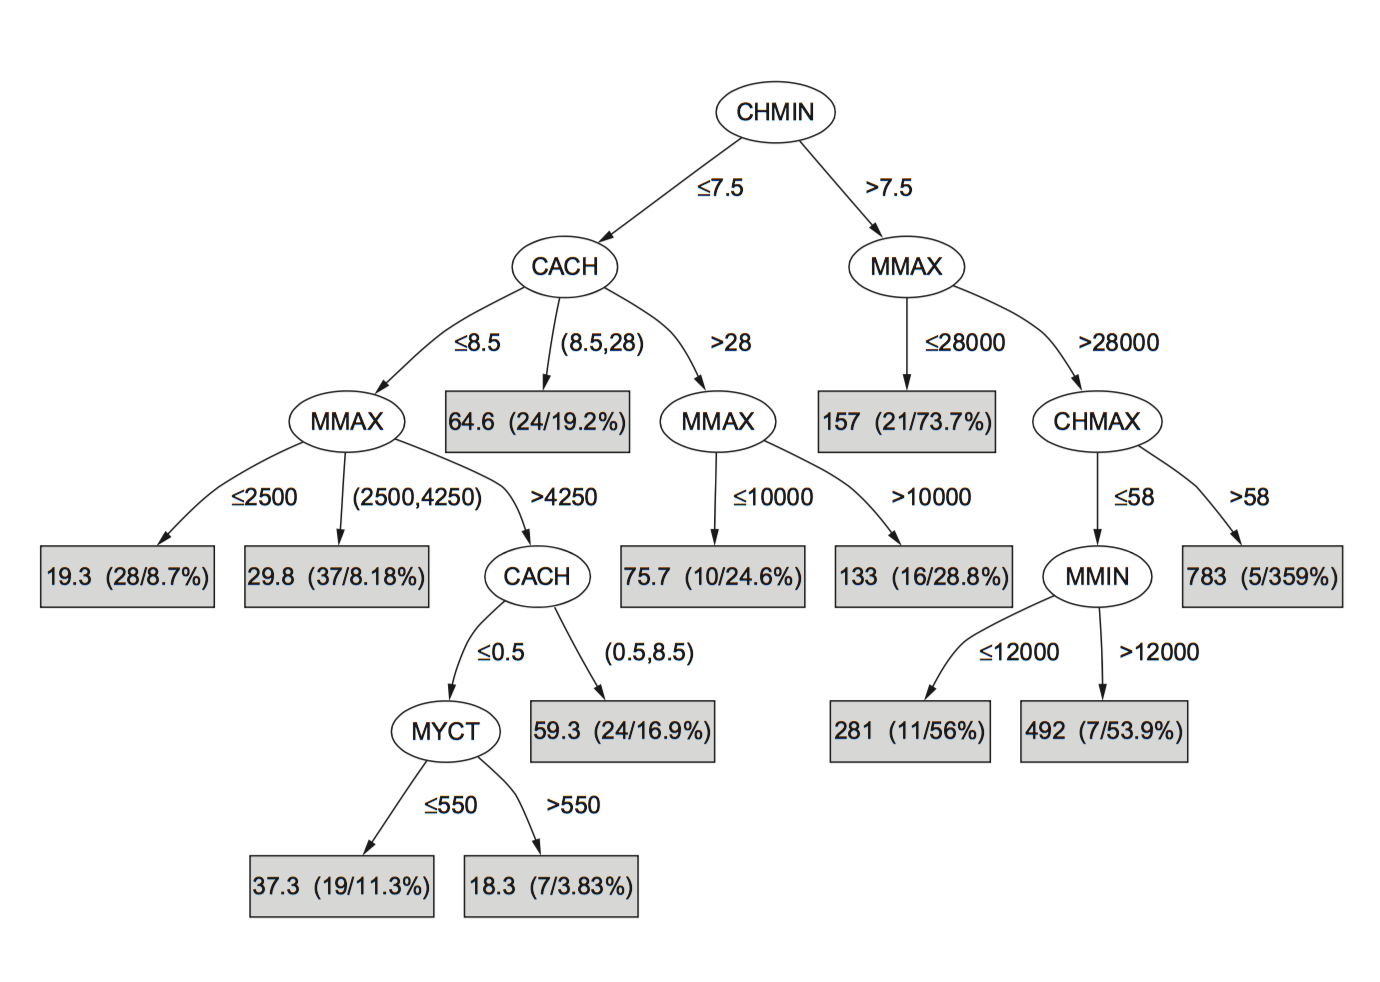 CHMIN
≤7.5 >7.5
CACH MMAX
≤8.5 (8.5,28) >28 ≤28000 >28000
MMAX 64.6 (24/19.2%) MMAX 157 (21/73.7%) CHMAX
≤2500 (2500,4250) >4250 ≤10000 >10000 ≤58 >58
19.3 (28/8.7%) 29.8 (37/8.18%) CACH 75.7 (10/24.6%) 133 (16/28.8%) MMIN 783 (5/359%)
≤0.5 (0.5,8.5) ≤12000 >12000
MYCT 59.3 (24/16.9%) 281 (11/56%) 492 (7/53.9%)
≤550 >550
37.3 (19/11.3%) 18.3 (7/3.83%)